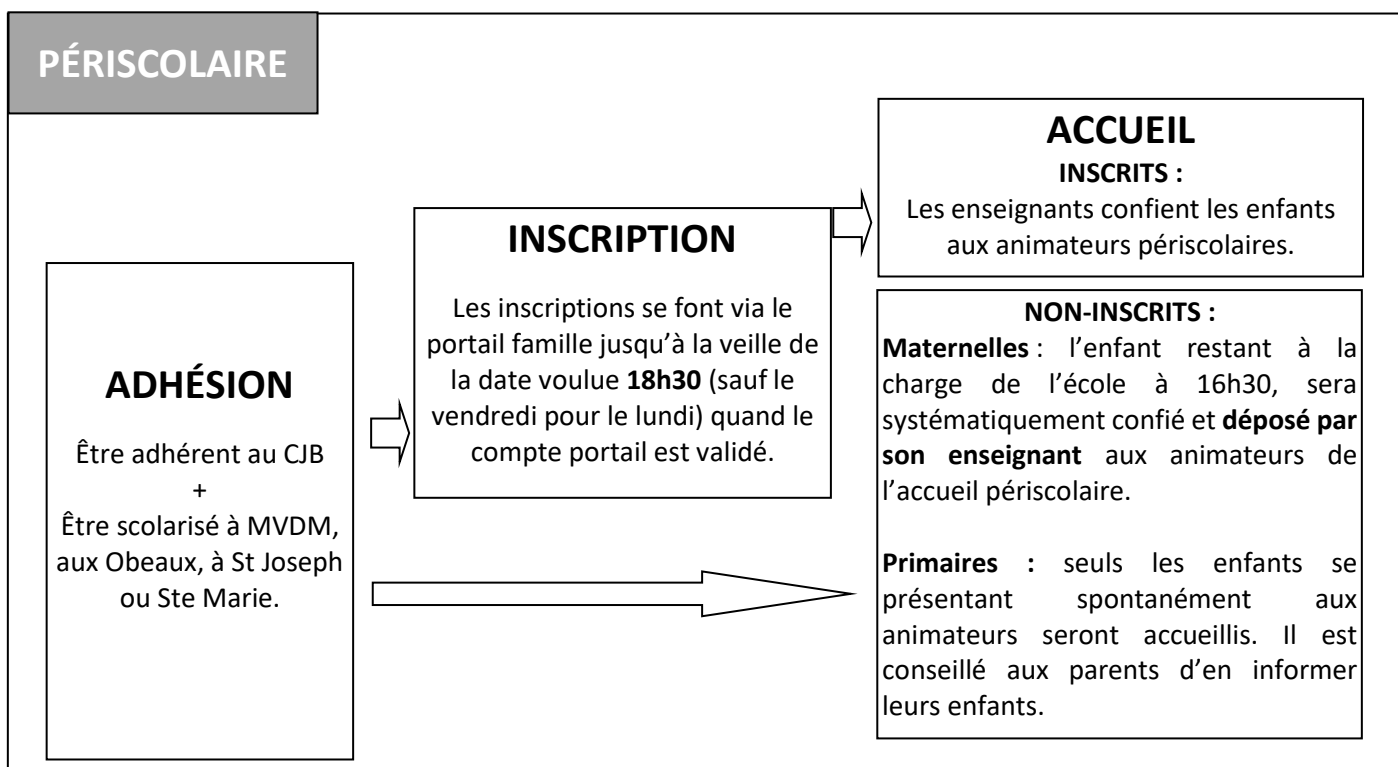 PÉRISCOLAIRE
ADHÉSION
Être adhérent au CJB
+
Être scolarisé à MVDM,
aux Obeaux, à St Joseph
ou Ste Marie.
INSCRIPTION
Les inscriptions se font via le
portail famille jusqu’à la veille de
la date voulue 18h30 (sauf le
vendredi pour le lundi) quand le
compte portail est validé.
ACCUEIL
INSCRITS :
Les enseignants confient les enfants
aux animateurs périscolaires.
NON-INSCRITS :
Maternelles : l’enfant restant à la
charge de l’école à 16h30, sera
systématiquement confié et déposé par
son enseignant aux animateurs de
l’accueil périscolaire.
Primaires : seuls les enfants se
présentant spontanément aux
animateurs seront accueillis. Il est
conseillé aux parents d’en informer
leurs enfants.